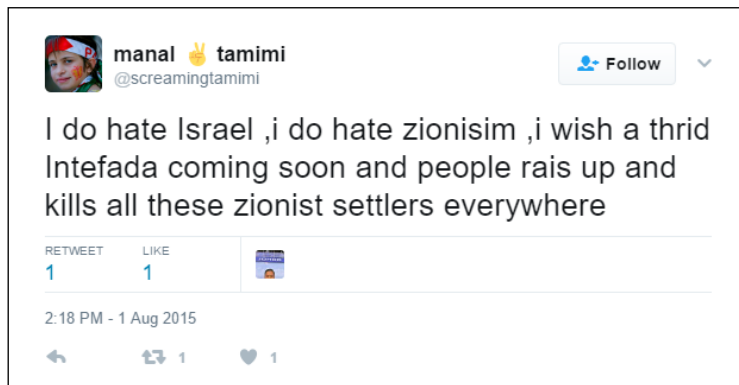 manal ✌ tamimi
@screamingtamimi
Follow
I do hate Israel ,i do hate zionisim ,i wish a thrid
Intefada coming soon and people rais up and
kills all these zionist settlers everywhere
RETWEET LIKE
1 1
2:18 PM - 1 Aug 2015
1 1